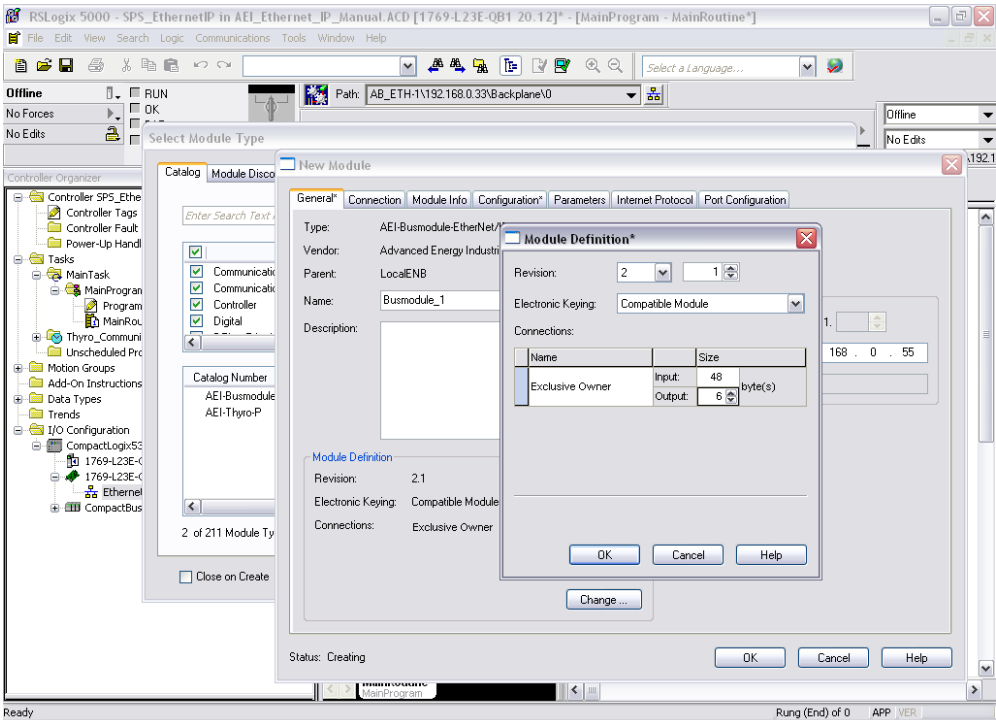 RSLogix 5000 - SPS_EthernetIP in AEI_Ethernet_IP_Manual.ACD [1769-L23E-QB1 20.12]* - [MainProgram - MainRoutine*]
File Edit View Search Logic Communications Tools Window Help
Select a Language...
Offline
RUN
Path: AB_ETH-1\192.168.0.33\Backplane\0
No Forces
OK
Offline
No Edits
No Edits
Select Module Type
\192.1
Controller Organizer
Controller SPS_Ethe
Controller Tags
Controller Fault
Power-Up Handl
Tasks
MainTask
MainProgran
Program
MainRou
Thyro_Communi
Unscheduled Prc
Motion Groups
Add-On Instructions
Data Types
Trends
I/O Configuration
CompactLogix53
1769-L23E-
1769-L23E-
Ethernet
CompactBus
Catalog Module Disco
Enter Search Text
Communicatio
Communicatio
Controller
Digital
Catalog Number
AEI-Busmodule
AEI-Thyro-P
2 of 211 Module Ty
Close on Create
New Module
General* Connection Module Info Configuration* Parameters Internet Protocol Port Configuration
Type: AEI-Busmodule-EtherNet/
Vendor: Advanced Energy Industri
Parent: LocalENB
Name: Busmodule_1
Description:
1.
168 . 0 . 55
Module Definition
Revision: 2.1
Electronic Keying: Compatible Module
Connections: Exclusive Owner
Change ...
Status: Creating
OK Cancel Help
Module Definition*
Revision: 2 1
Electronic Keying: Compatible Module
Connections:
Name Size
Exclusive Owner Input: 48 byte(s)
Output: 6
OK Cancel Help
MainRoutine
MainProgram
Ready
Rung (End) of 0 APP VER